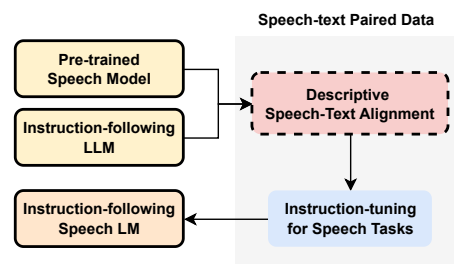 Speech-text Paired Data
Pre-trained
Speech Model
Instruction-following
LLM
Descriptive
Speech-Text Alignment
Instruction-tuning
for Speech Tasks
Instruction-following
Speech LM